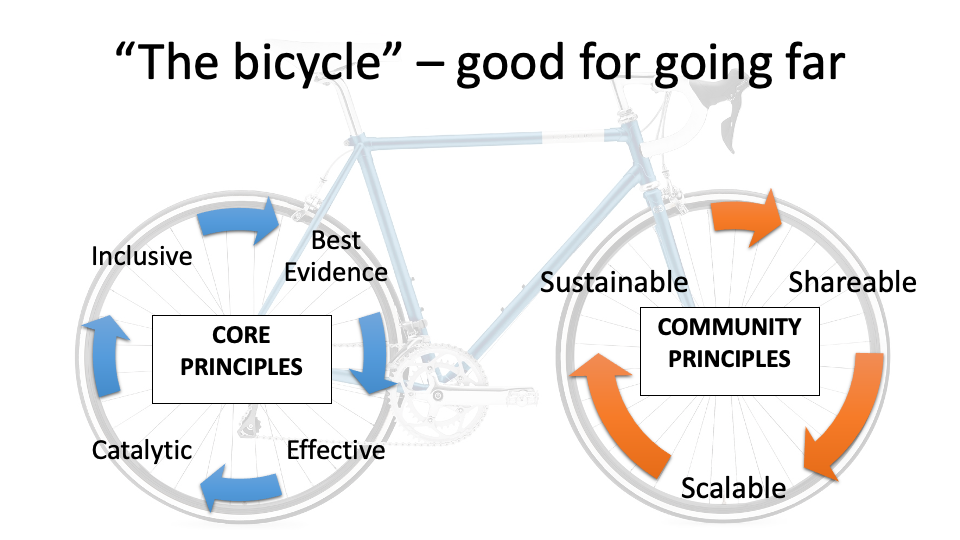 “The bicycle” – good for going far
Inclusive
Best
Evidence
CORE
PRINCIPLES
Catalytic
Effective
Sustainable
Shareable
COMMUNITY
PRINCIPLES
Scalable